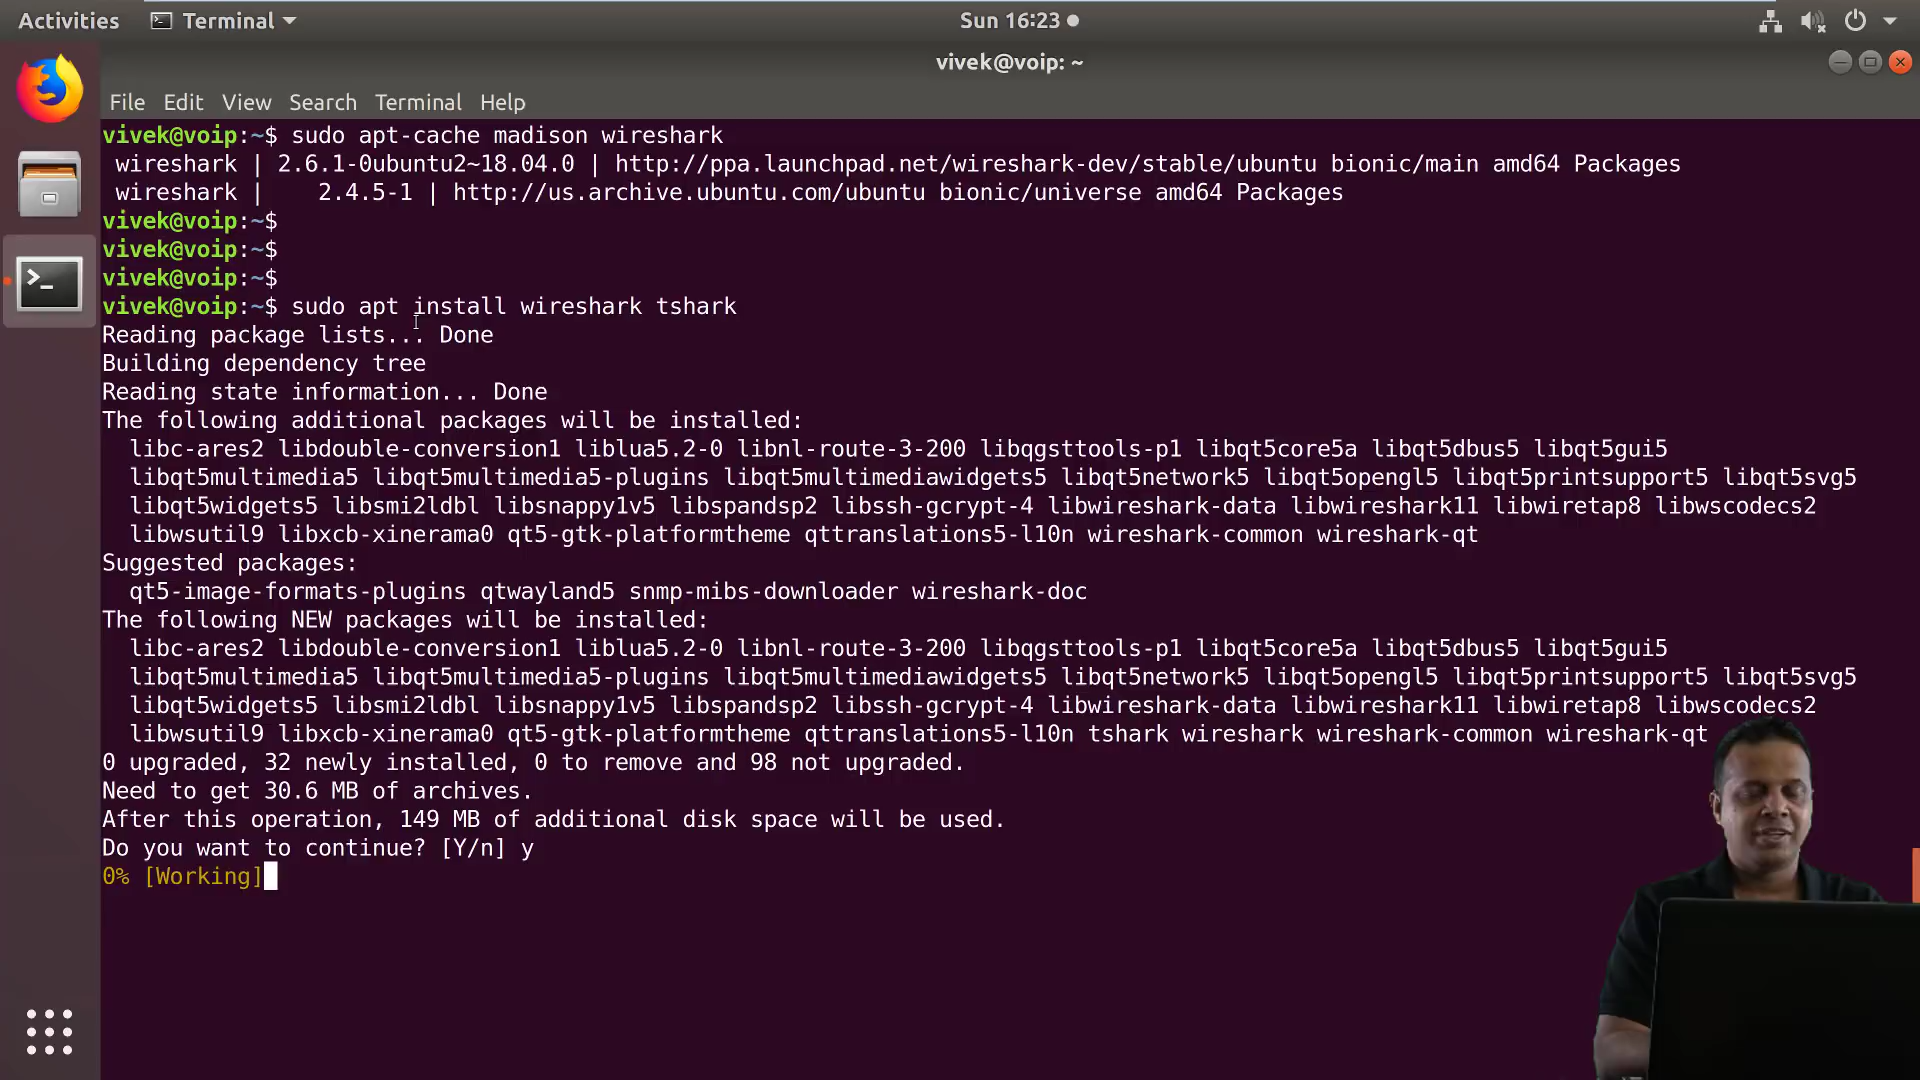 Activities Terminal Sun 16:23
vivek@voip: ~
File Edit View Search Terminal Help
vivek@voip:~$ sudo apt-cache madison wireshark
wireshark | 2.6.1-0ubuntu2~18.04.0 | http://ppa.launchpad.net/wireshark-dev/stable/ubuntu bionic/main amd64 Packages
wireshark | 2.4.5-1 | http://us.archive.ubuntu.com/ubuntu bionic/universe amd64 Packages
vivek@voip:~$
vivek@voip:~$
vivek@voip:~$
vivek@voip:~$ sudo apt install wireshark tshark
Reading package lists... Done
Building dependency tree
Reading state information... Done
The following additional packages will be installed:
libc-ares2 libdouble-conversion1 liblua5.2-0 libnl-route-3-200 libqgsttools-p1 libqt5core5a libqt5dbus5 libqt5gui5
libqt5multimedia5 libqt5multimedia5-plugins libqt5multimediawidgets5 libqt5network5 libqt5opengl5 libqt5printsupport5 libqt5svg5
libqt5widgets5 libsmi2ldbl libsnappy1v5 libspandsp2 libssh-gcrypt-4 libwireshark-data libwireshark11 libwiretap8 libwscodecs2
libwsutil9 libxcb-xinerama0 qt5-gtk-platformtheme qttranslations5-l10n wireshark-common wireshark-qt
Suggested packages:
qt5-image-formats-plugins qtwayland5 snmp-mibs-downloader wireshark-doc
The following NEW packages will be installed:
libc-ares2 libdouble-conversion1 liblua5.2-0 libnl-route-3-200 libqgsttools-p1 libqt5core5a libqt5dbus5 libqt5gui5
libqt5multimedia5 libqt5multimedia5-plugins libqt5multimediawidgets5 libqt5network5 libqt5opengl5 libqt5printsupport5 libqt5svg5
libqt5widgets5 libsmi2ldbl libsnappy1v5 libspandsp2 libssh-gcrypt-4 libwireshark-data libwireshark11 libwiretap8 libwscodecs2
libwsutil9 libxcb-xinerama0 qt5-gtk-platformtheme qttranslations5-l10n tshark wireshark wireshark-common wireshark-qt
0 upgraded, 32 newly installed, 0 to remove and 98 not upgraded.
Need to get 30.6 MB of archives.
After this operation, 149 MB of additional disk space will be used.
Do you want to continue? [Y/n] y
0% [Working]